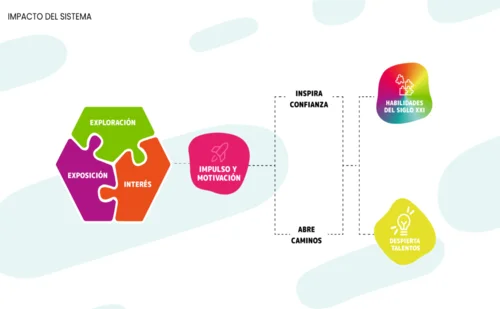 IMPACTO DEL SISTEMA
EXPLORACIÓN
EXPOSICIÓN
INTERÉS
IMPULSO Y
MOTIVACIÓN
INSPIRA
CONFIANZA
ABRE
CAMINOS
HABILIDADES
DEL SIGLO XXI
DESPIERTA
TALENTOS